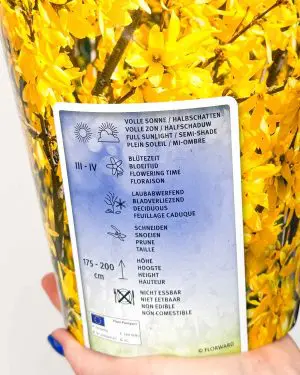 VOLLE SONNE / HALBSCHATTEN
VOLLE ZON / HALFSCHADUW
FULL SUNLIGHT / SEMI-SHADE
PLEIN SOLEIL / MI-OMBRE
III - IV
BLÜTEZEIT
BLOEITIJD
FLOWERING TIME
FLORAISON
LAUBABWERFEND
BLADVERLIEZEND
DECIDUOUS
FEUILLAGE CADUQUE
SCHNEIDEN
SNOEIEN
PRUNE
TAILLE
175 - 200
cm
HÖHE
HOOGTE
HEIGHT
HAUTEUR
NICHT ESSBAR
NIET EETBAAR
NON EDIBLE
NON COMESTIBLE
Plant Passport
© FLORWARD